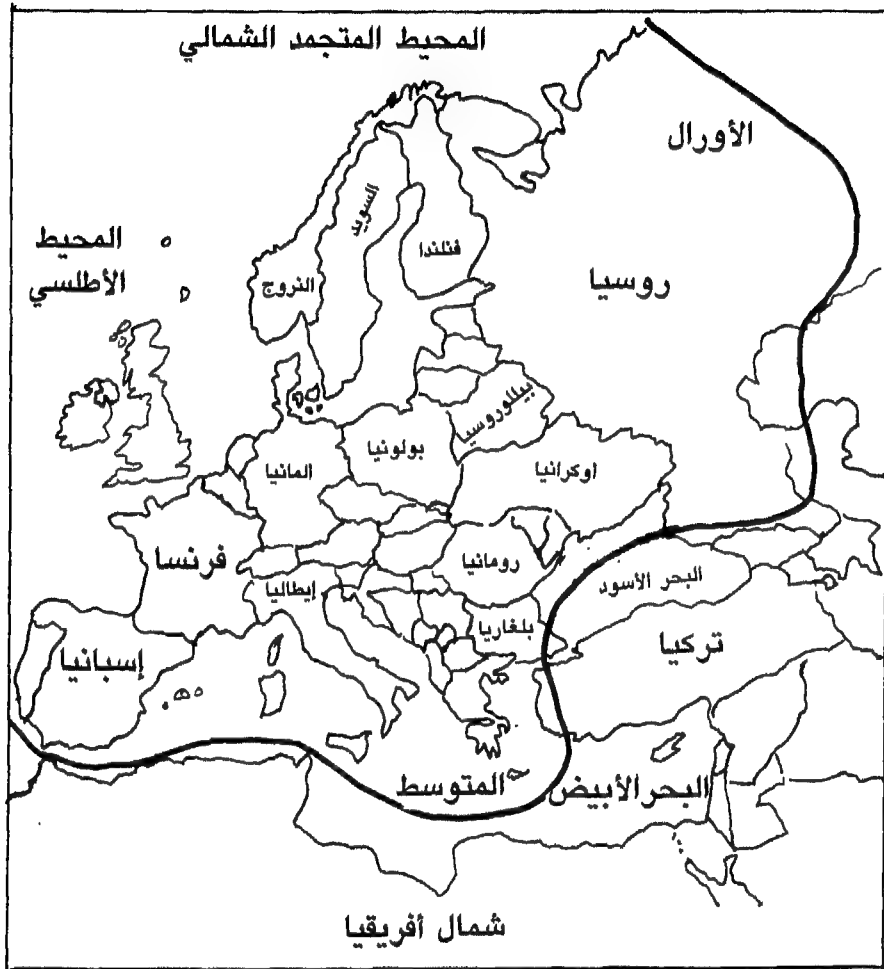 المحيط المتجمد الشمالي
الأورال
السويد
المحيط
الأطلسي
فنلندا
روسيا
النروج
بيللوروسيا
بولونيا
المانيا
اوكرانيا
فرنسا
رومانيا
البحر الأسود
إيطاليا
بلغاريا
تركيا
إسبانيا
البحر الأبيض
المتوسط
شمال أفريقيا